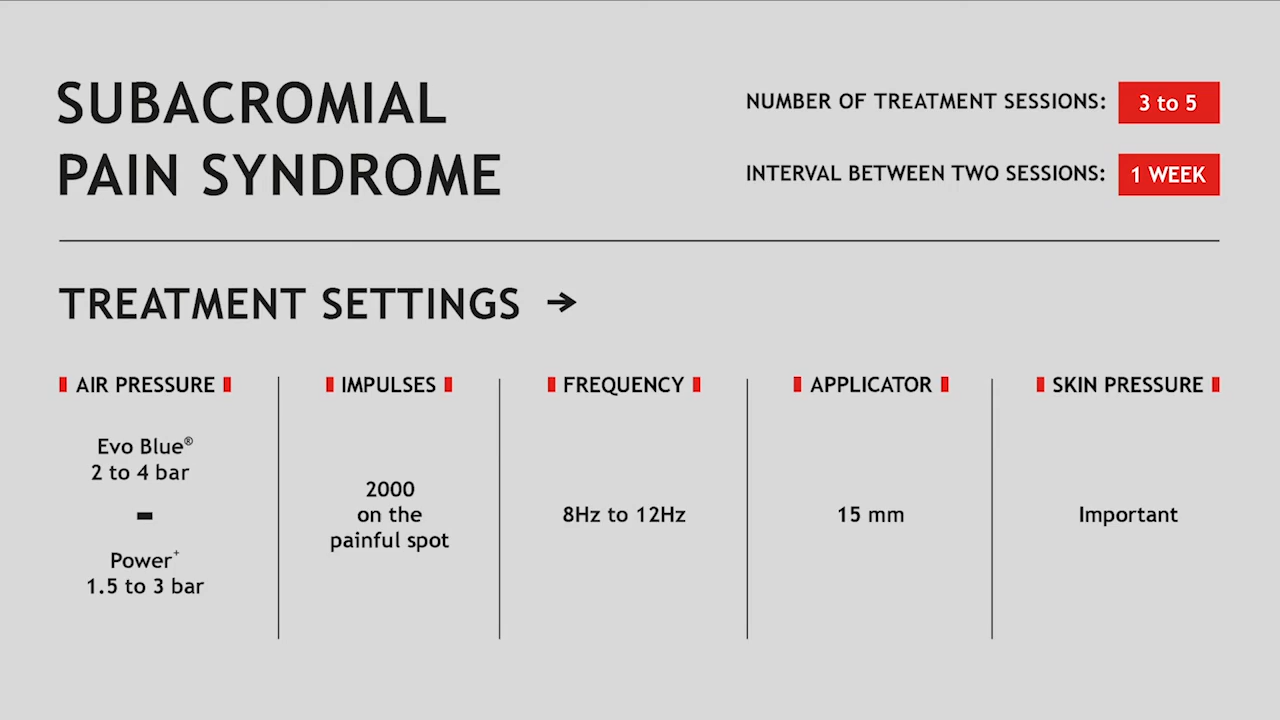 SUBACROMIAL
PAIN SYNDROME
NUMBER OF TREATMENT SESSIONS: 3 to 5
INTERVAL BETWEEN TWO SESSIONS: 1 WEEK
TREATMENT SETTINGS →
AIR PRESSURE
Evo Blue®
2 to 4 bar
-
Power⁺
1.5 to 3 bar
IMPULSES
2000
on the
painful spot
FREQUENCY
8Hz to 12Hz
APPLICATOR
15 mm
SKIN PRESSURE
Important